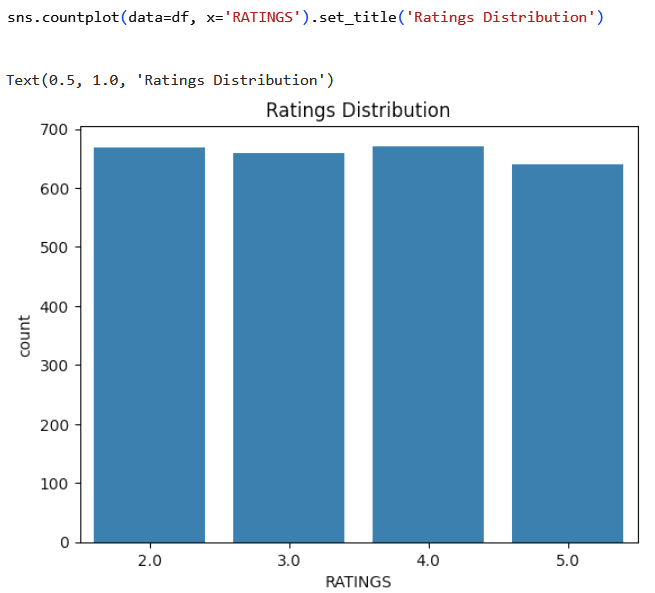 sns.countplot(data=df, x='RATINGS').set_title('Ratings Distribution')
Text(0.5, 1.0, 'Ratings Distribution')
Ratings Distribution
700
600
500
400
300
200
100
0
count
2.0 3.0 4.0 5.0
RATINGS